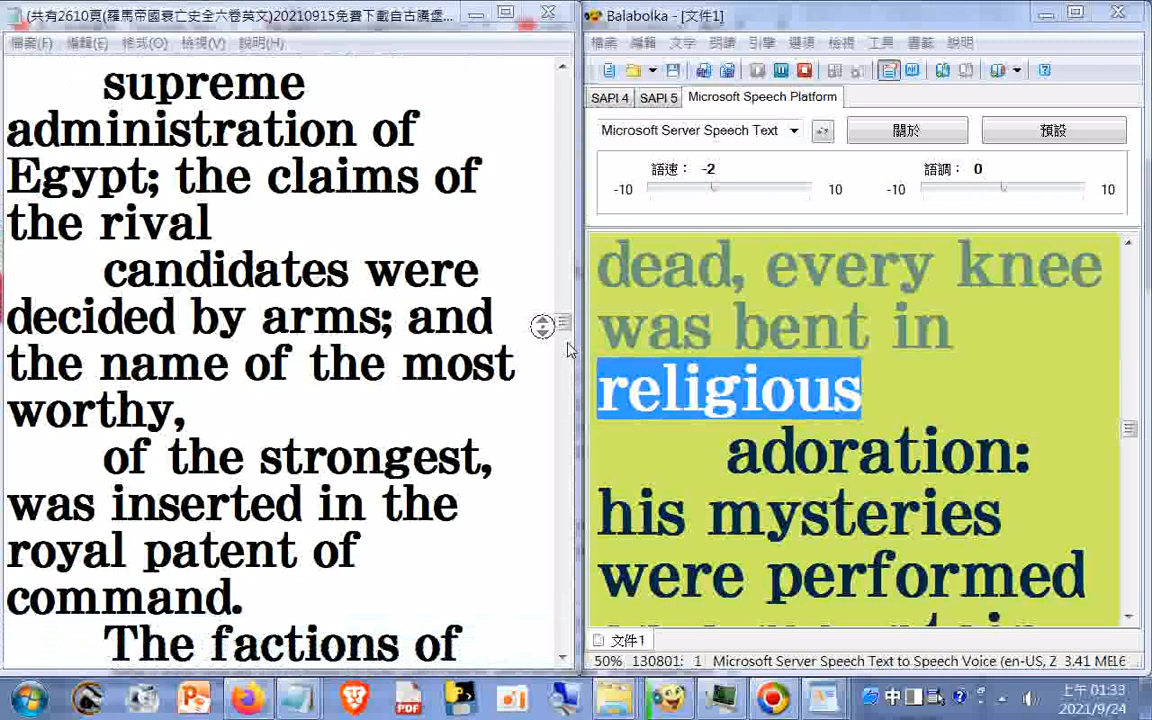 (共有2610頁(羅馬帝國衰亡史全六卷英文)20210915免費下載自古騰堡...
檔案(F) 編輯(E) 格式(O) 檢視(V) 說明(H)
supreme
administration of
Egypt; the claims of
the rival
candidates were
decided by arms; and
the name of the most
worthy,
of the strongest,
was inserted in the
royal patent of
command.
The factions of
Balabolka - [文件1]
檔案 編輯 文字 朗讀 引擎 選項 檢視 工具 書籤 說明
SAPI 4 SAPI 5 Microsoft Speech Platform
Microsoft Server Speech Text 關於 預設
語速： -2 語調： 0
-10 10 -10 10
dead, every knee
was bent in
religious
adoration:
his mysteries
were performed
文件1
50% 130801: 1 Microsoft Server Speech Text to Speech Voice (en-US, Z 3.41 МБ
PDF
中
上午 01:33
2021/9/24